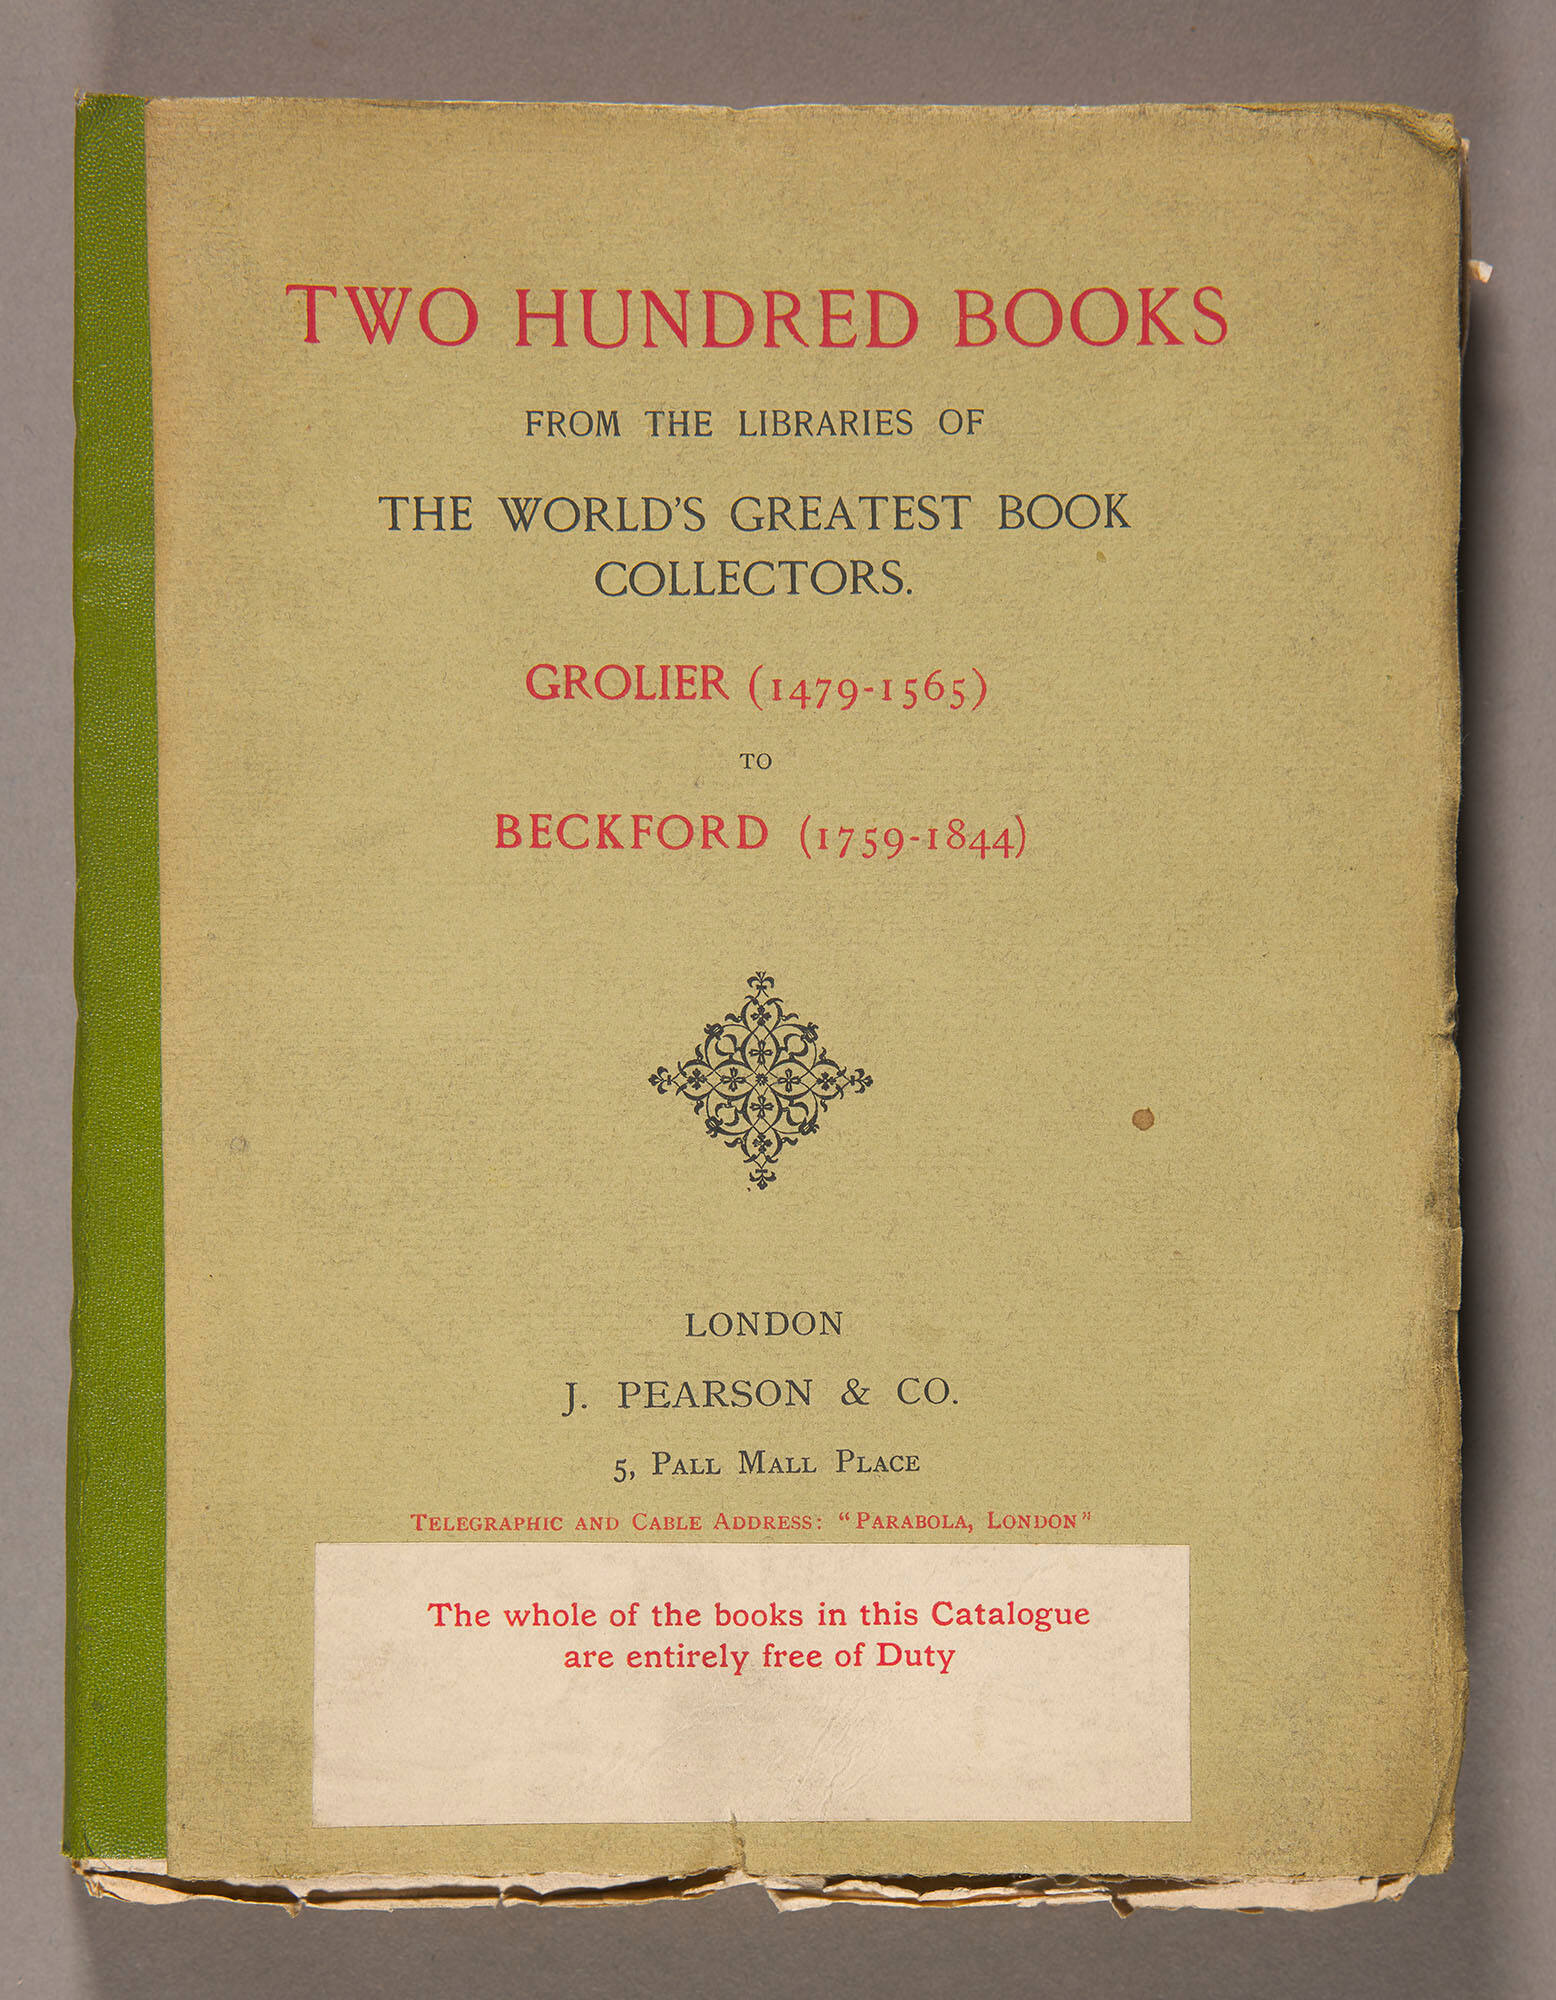 TWO HUNDRED BOOKS
FROM THE LIBRARIES OF
THE WORLD'S GREATEST BOOK
COLLECTORS.
GROLIER (1479-1565)
TO
BECKFORD (1759-1844)
LONDON
J. PEARSON & CO.
5, PALL MALL PLACE
TELEGRAPHIC AND CABLE ADDRESS: "PARABOLA, LONDON"
The whole of the books in this Catalogue
are entirely free of Duty